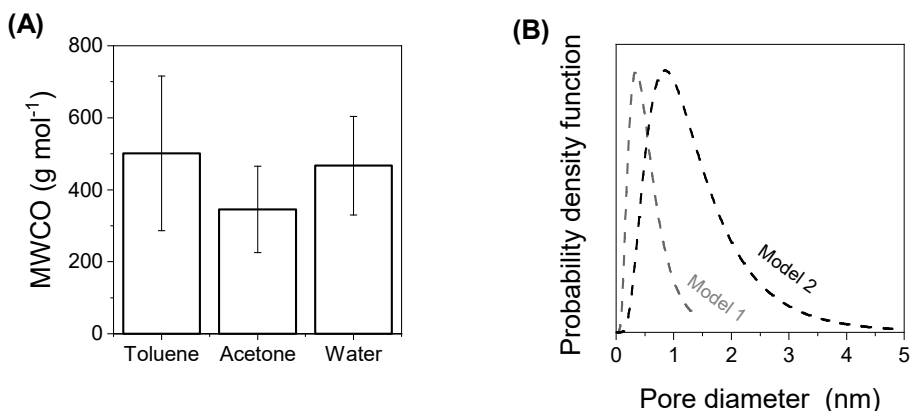 (A)
MWCO (g mol⁻¹)
800
600
400
200
0
Toluene Acetone Water
(B)
Probability density function
Model 1
Model 2
0 1 2 3 4 5
Pore diameter (nm)